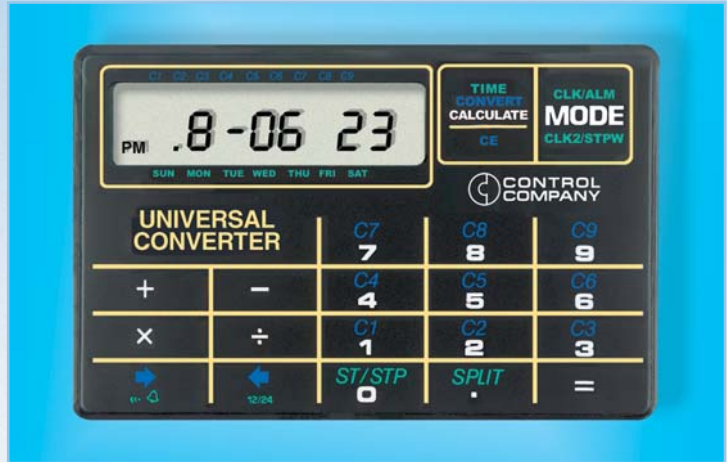 C1 C2 C3 C4 C5 C6 C7 C8 C9
PM .8-06 23
SUN MON TUE WED THU FRI SAT
TIME
CONVERT
CALCULATE
CE
CLK/ALM
MODE
CLK2/STPW
CONTROL
COMPANY
UNIVERSAL
CONVERTER
C7 C8 C9
7 8 9
+ − C4 C5 C6
4 5 6
× ÷ C1 C2 C3
1 2 3
12/24
ST/STP SPLIT
0 . =